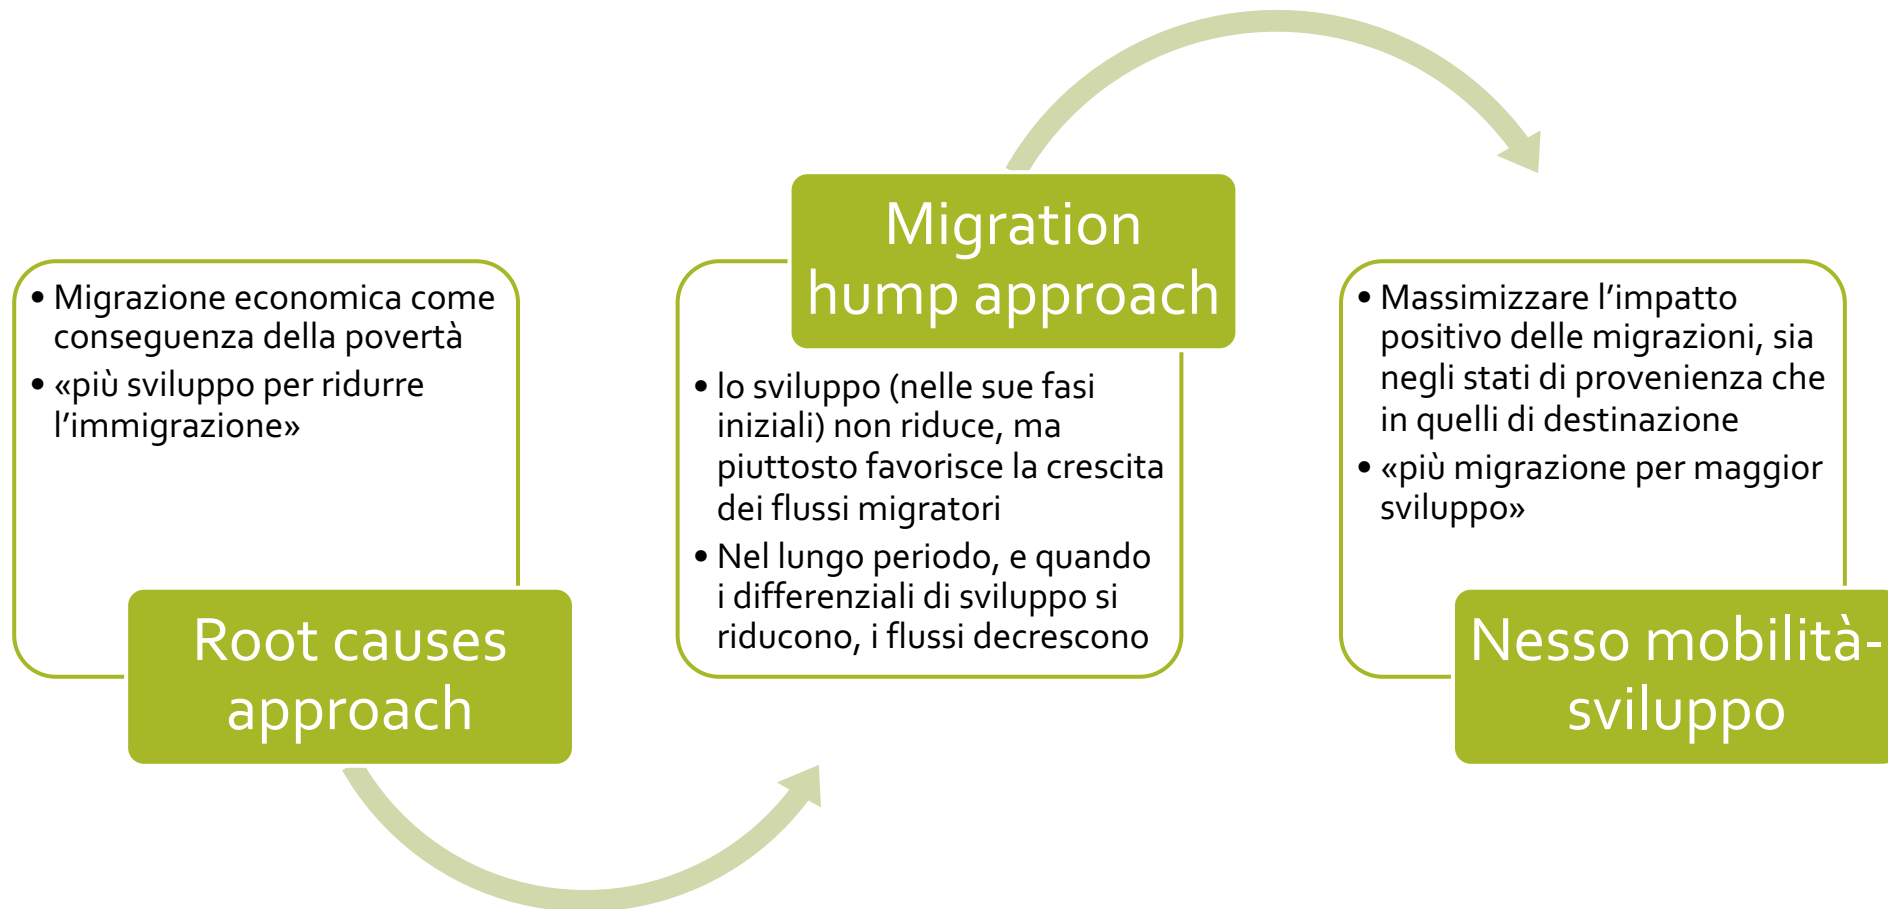 • Migrazione economica come
conseguenza della povertà
• «più sviluppo per ridurre
l’immigrazione»
Root causes
approach
Migration
hump approach
• lo sviluppo (nelle sue fasi
iniziali) non riduce, ma
piuttosto favorisce la crescita
dei flussi migratori
• Nel lungo periodo, e quando
i differenziali di sviluppo si
riducono, i flussi decrescono
• Massimizzare l’impatto
positivo delle migrazioni, sia
negli stati di provenienza che
in quelli di destinazione
• «più migrazione per maggior
sviluppo»
Nesso mobilità-
sviluppo